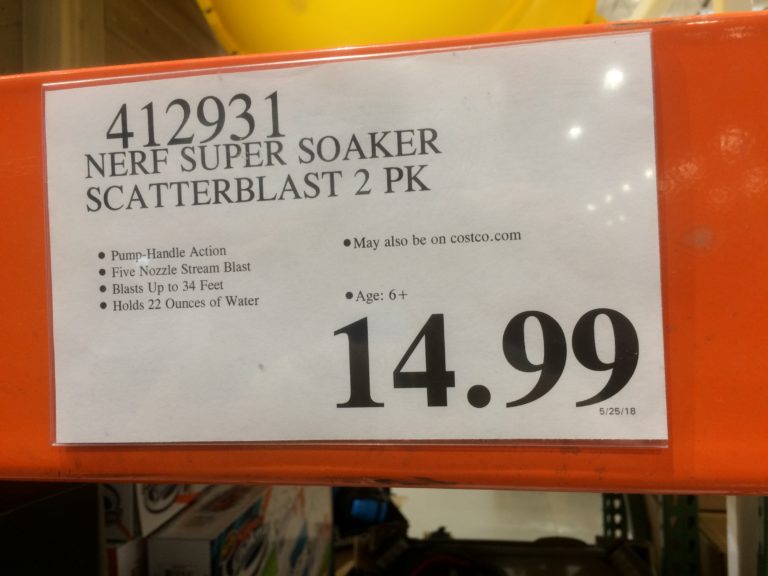 412931
NERF SUPER SOAKER
SCATTERBLAST 2 PK
• Pump-Handle Action
• Five Nozzle Stream Blast
• Blasts Up to 34 Feet
• Holds 22 Ounces of Water
• May also be on costco.com
• Age: 6+
14.99
5/25/18